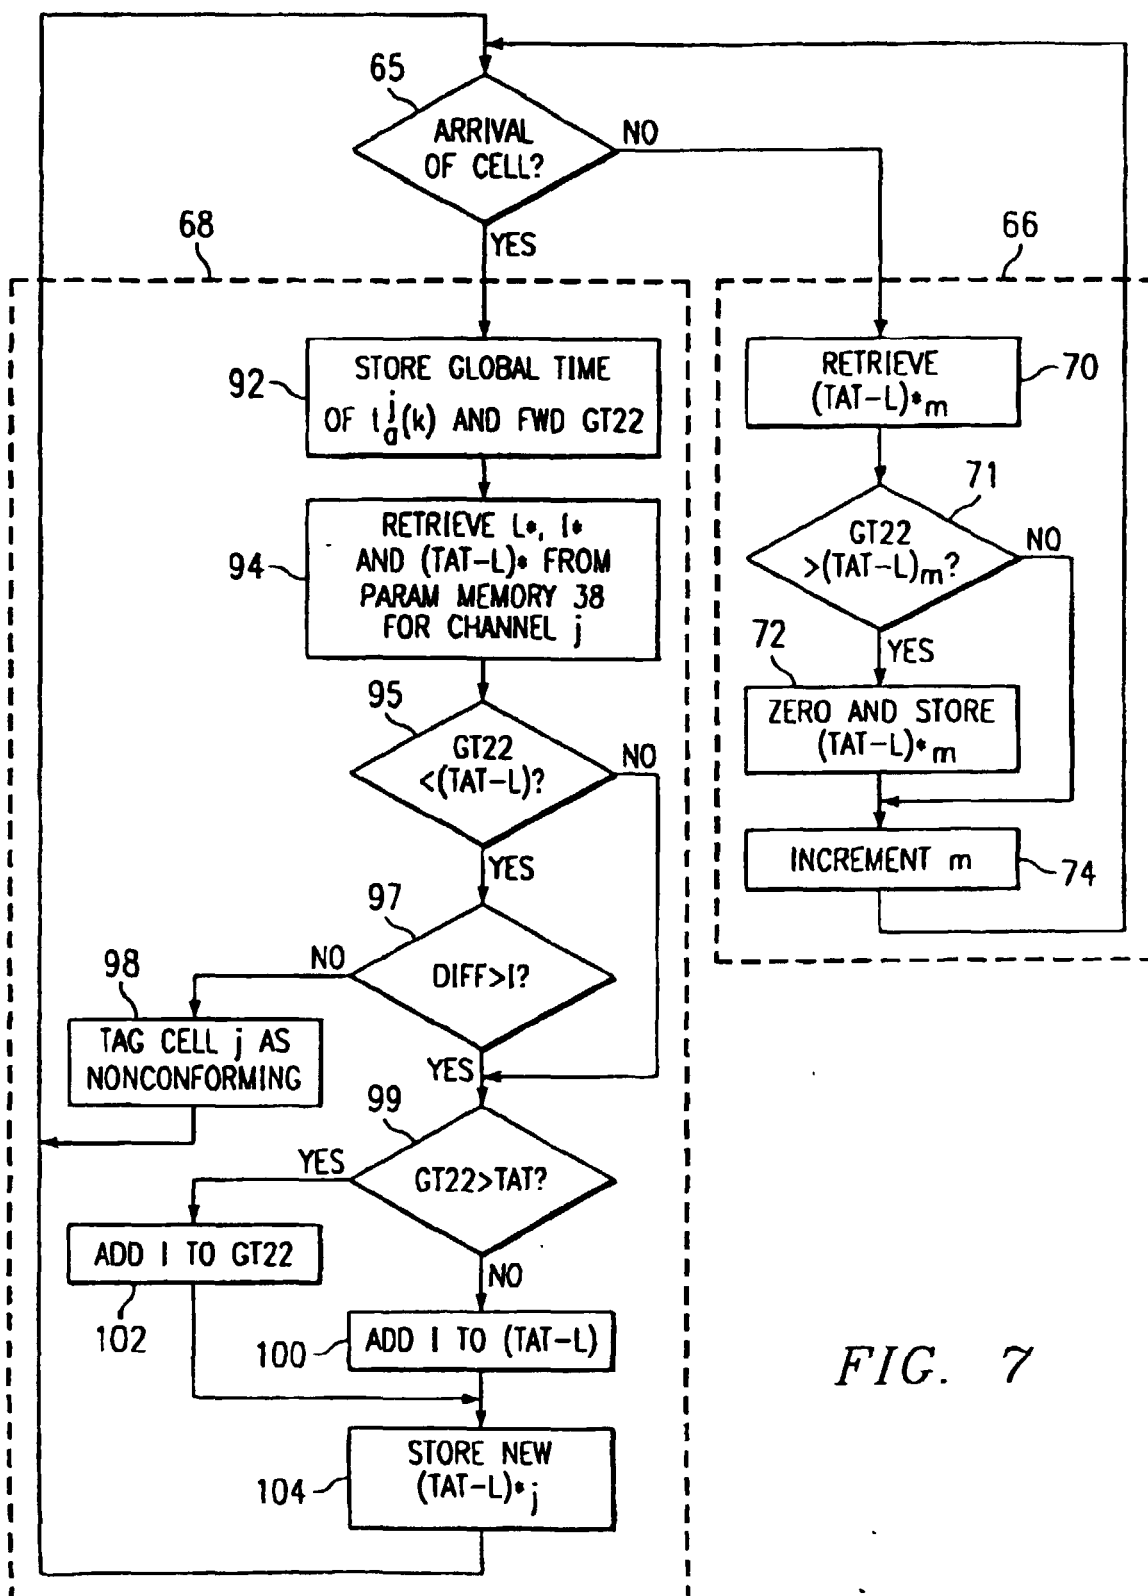 65
ARRIVAL
OF CELL?
NO
YES
68
66
92
STORE GLOBAL TIME
OF t_a^j(k) AND FWD GT22
94
RETRIEVE L*, I*
AND (TAT-L)* FROM
PARAM MEMORY 38
FOR CHANNEL j
95
GT22
<(TAT-L)?
NO
YES
97
DIFF>I?
NO
YES
98
TAG CELL j AS
NONCONFORMING
99
GT22>TAT?
YES
NO
ADD I TO GT22
102
100
ADD I TO (TAT-L)
104
STORE NEW
(TAT-L)*j
RETRIEVE
(TAT-L)*m
70
71
GT22
>(TAT-L)m?
NO
YES
72
ZERO AND STORE
(TAT-L)*m
INCREMENT m
74
FIG. 7